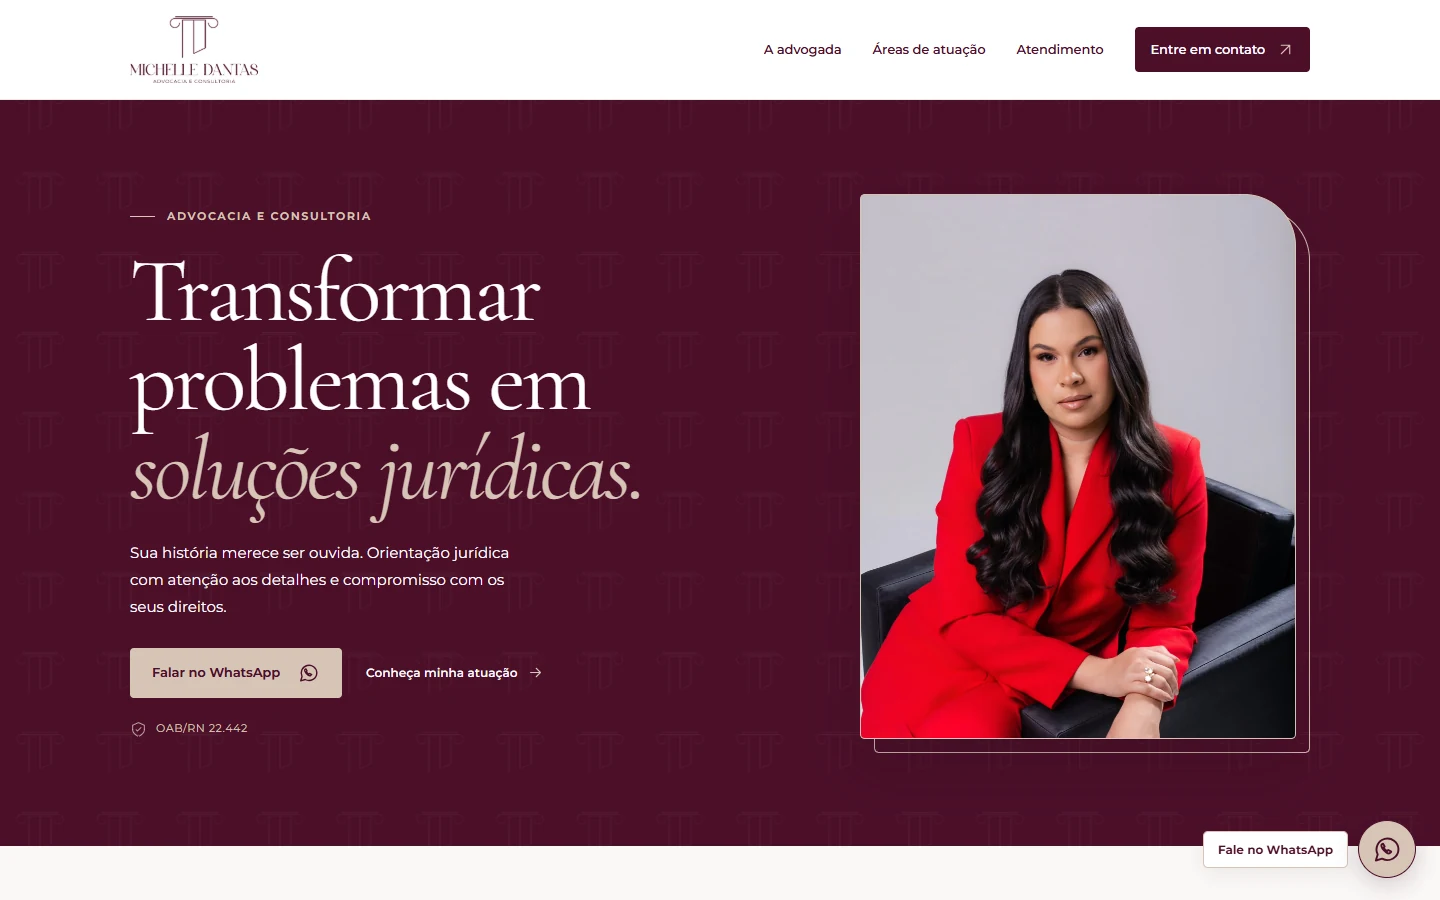 MICHELLE DANTAS
ADVOCACIA E CONSULTORIA
A advogada
Áreas de atuação
Atendimento
Entre em contato
ADVOCACIA E CONSULTORIA
Transformar
problemas em
soluções jurídicas.
Sua história merece ser ouvida. Orientação jurídica
com atenção aos detalhes e compromisso com os
seus direitos.
Falar no WhatsApp
Conheça minha atuação
OAB/RN 22.442
Fale no WhatsApp